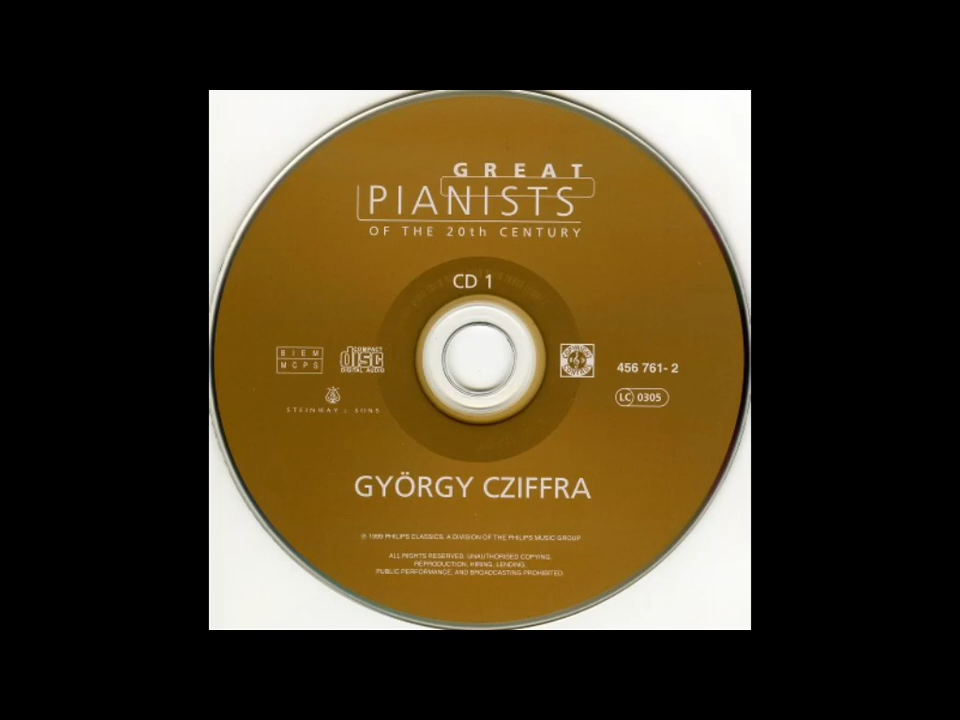 GREAT
PIANISTS
OF THE 20th CENTURY
CD 1
BIEM
MCPS
COMPACT
disc
DIGITAL AUDIO
456 761- 2
STEINWAY & SONS
LC 0305
GYÖRGY CZIFFRA
℗ 1999 PHILIPS CLASSICS, A DIVISION OF THE PHILIPS MUSIC GROUP
ALL RIGHTS RESERVED. UNAUTHORISED COPYING,
REPRODUCTION, HIRING, LENDING,
PUBLIC PERFORMANCE, AND BROADCASTING PROHIBITED.